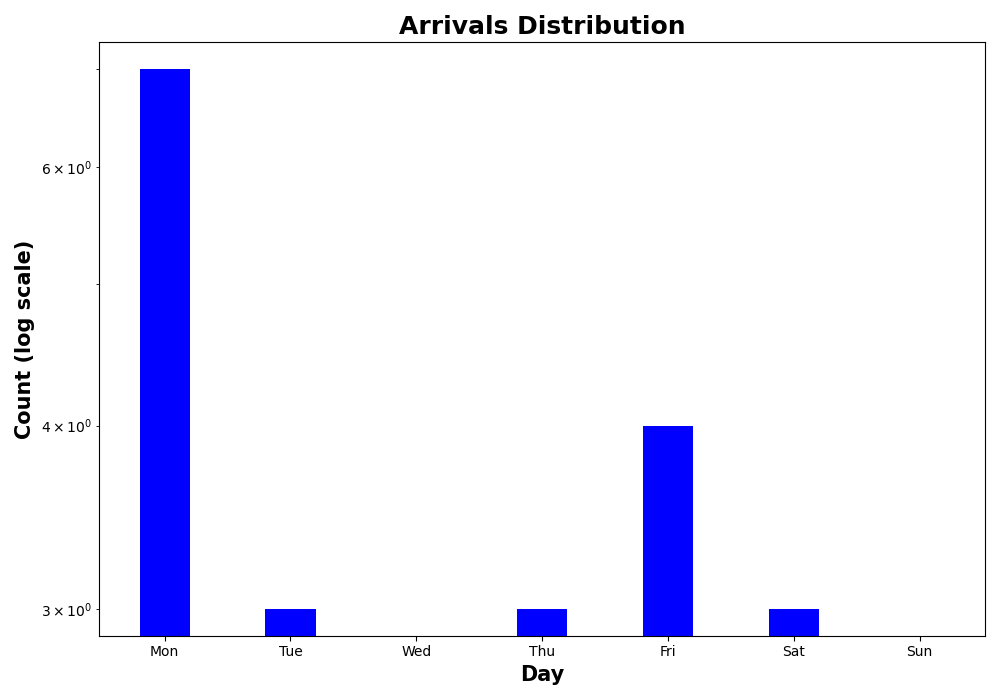 Arrivals Distribution
Count (log scale)
6 × 10⁰
4 × 10⁰
3 × 10⁰
Mon Tue Wed Thu Fri Sat Sun
Day